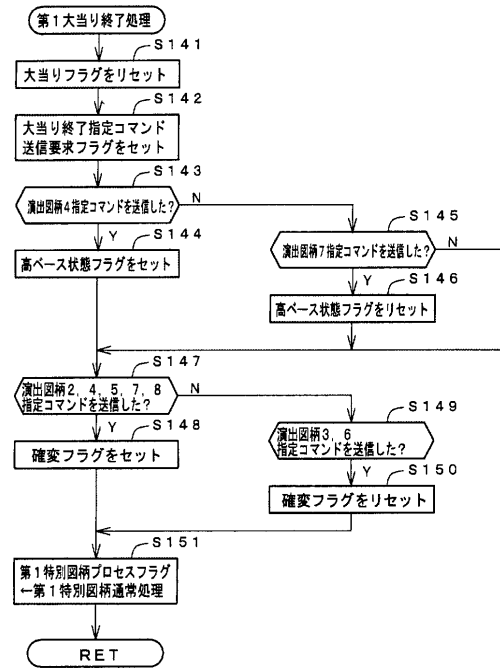 第1大当り終了処理
S141
大当りフラグをリセット
S142
大当り終了指定コマンド
送信要求フラグをセット
S143
演出図柄4指定コマンドを送信した?
N
Y
S144
高ベース状態フラグをセット
S145
演出図柄7指定コマンドを送信した?
N
Y
S146
高ベース状態フラグをリセット
S147
演出図柄2, 4, 5, 7, 8
指定コマンドを送信した?
N
Y
S148
確変フラグをセット
S149
演出図柄3, 6
指定コマンドを送信した?
Y
S150
確変フラグをリセット
S151
第1特別図柄プロセスフラグ
←第1特別図柄通常処理
RET